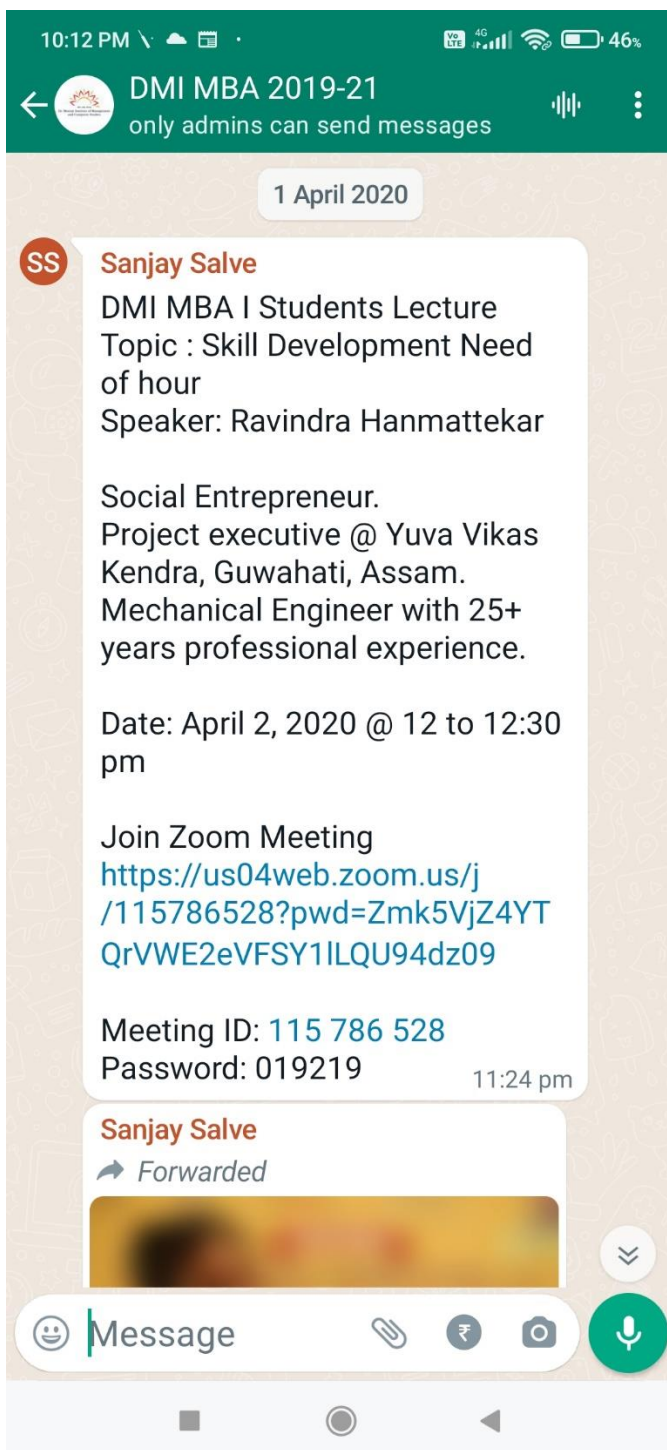 10:12 PM
Vo LTE 4G 46%
DMI MBA 2019-21
only admins can send messages
1 April 2020
SS
Sanjay Salve
DMI MBA I Students Lecture
Topic : Skill Development Need
of hour
Speaker: Ravindra Hanmattekar
Social Entrepreneur.
Project executive @ Yuva Vikas
Kendra, Guwahati, Assam.
Mechanical Engineer with 25+
years professional experience.
Date: April 2, 2020 @ 12 to 12:30
pm
Join Zoom Meeting
https://us04web.zoom.us/j
/115786528?pwd=Zmk5VjZ4YT
QrVWE2eVFSY1lLQU94dz09
Meeting ID: 115 786 528
Password: 019219
11:24 pm
Sanjay Salve
Forwarded
Message
₹